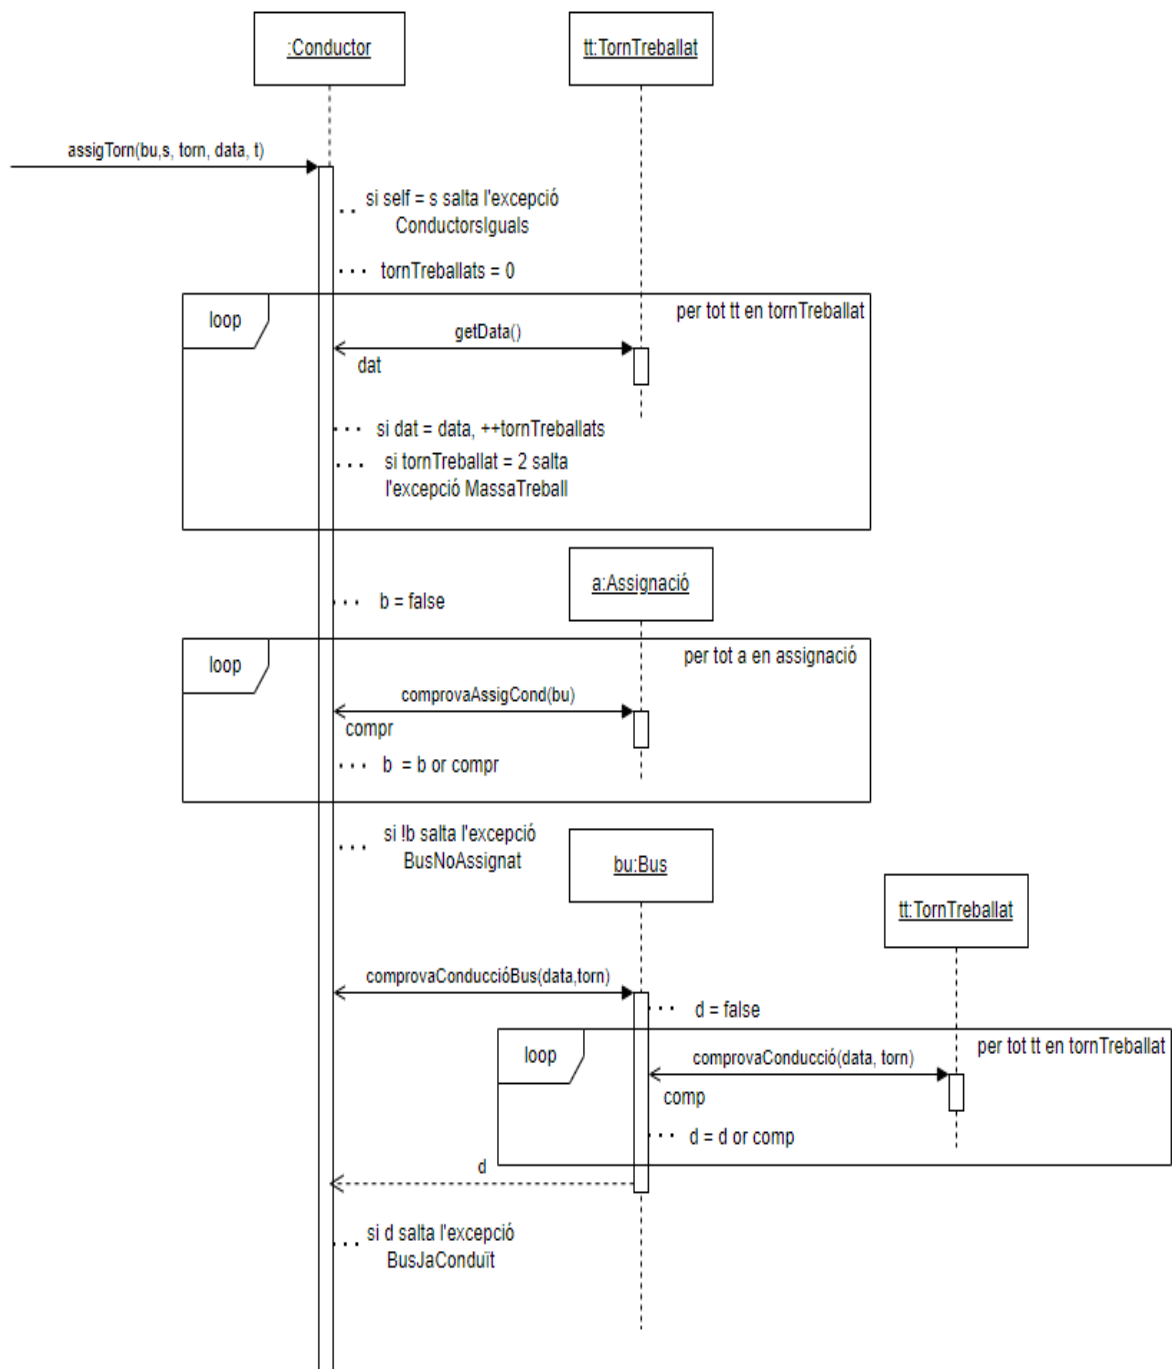 :Conductor
tt:TornTreballat
assigTorn(bu,s, torn, data, t)
si self = s salta l'excepció
ConductorsIguals
tornTreballats = 0
loop
per tot tt en tornTreballat
getData()
dat
si dat = data, ++tornTreballats
si tornTreballat = 2 salta
l'excepció MassaTreball
a:Assignació
b = false
loop
per tot a en assignació
comprovaAssigCond(bu)
compr
b = b or compr
si !b salta l'excepció
BusNoAssignat
bu:Bus
tt:TornTreballat
comprovaConduccióBus(data,torn)
d = false
loop
per tot tt en tornTreballat
comprovaConducció(data, torn)
comp
d = d or comp
d
si d salta l'excepció
BusJaConduït